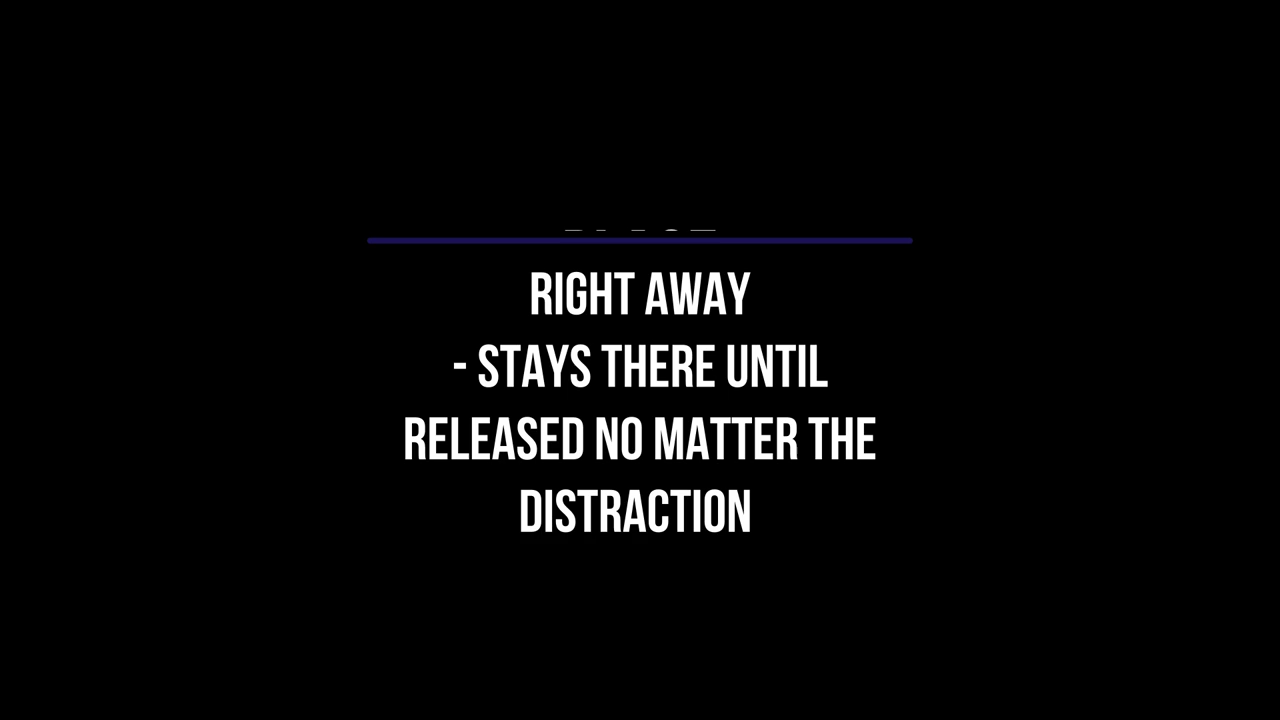 RIGHT AWAY
- STAYS THERE UNTIL
RELEASED NO MATTER THE
DISTRACTION